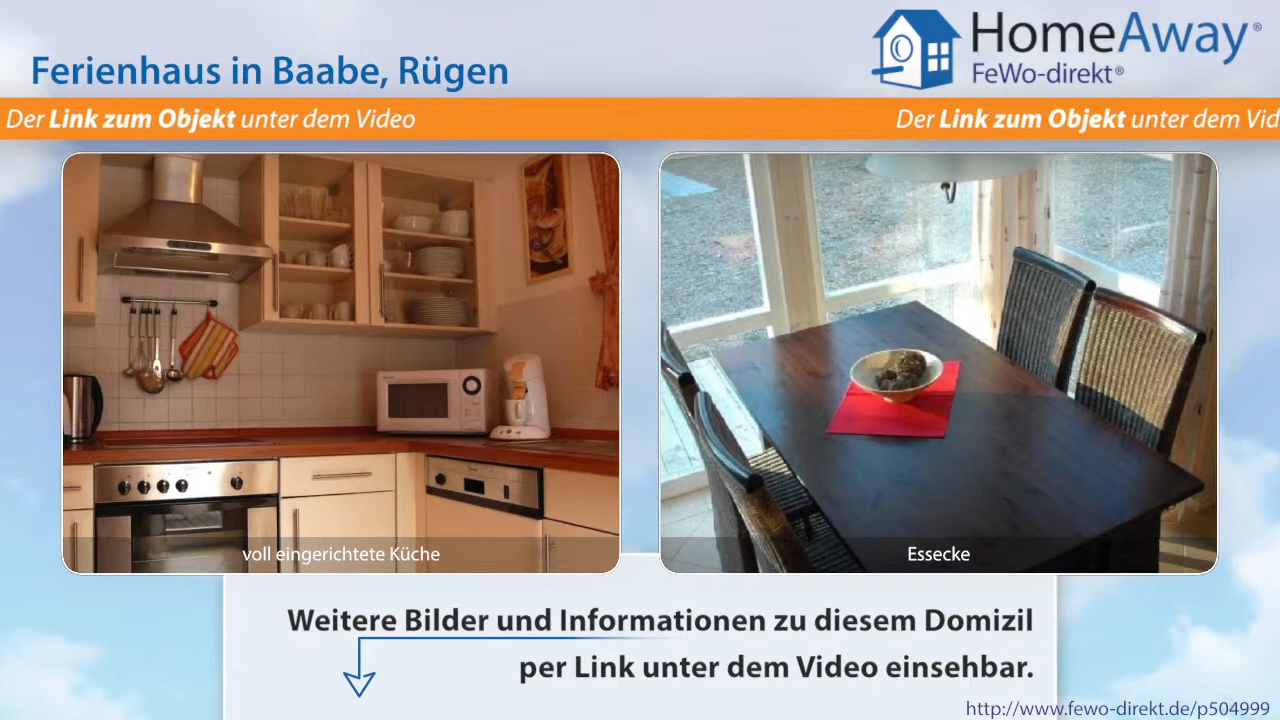 HomeAway®
FeWo-direkt®
Ferienhaus in Baabe, Rügen
Der Link zum Objekt unter dem Video
Der Link zum Objekt unter dem Vid
voll eingerichtete Küche
Essecke
Weitere Bilder und Informationen zu diesem Domizil
per Link unter dem Video einsehbar.
http://www.fewo-direkt.de/p504999